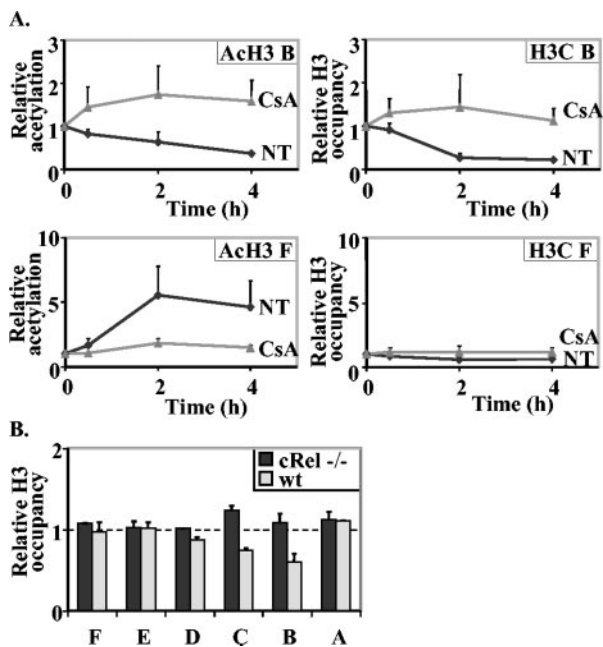 A.
Relative acetylation
3
2
1
0
AcH3 B
CsA
NT
0 2 4
Time (h)
Relative H3 occupancy
3
2
1
0
H3C B
CsA
NT
0 2 4
Time (h)
Relative acetylation
10
5
0
AcH3 F
NT
CsA
0 2 4
Time (h)
Relative H3 occupancy
10
5
0
H3C F
CsA
NT
0 2 4
Time (h)
B.
Relative H3 occupancy
2
1
0
cRel -/-
wt
F E D C B A